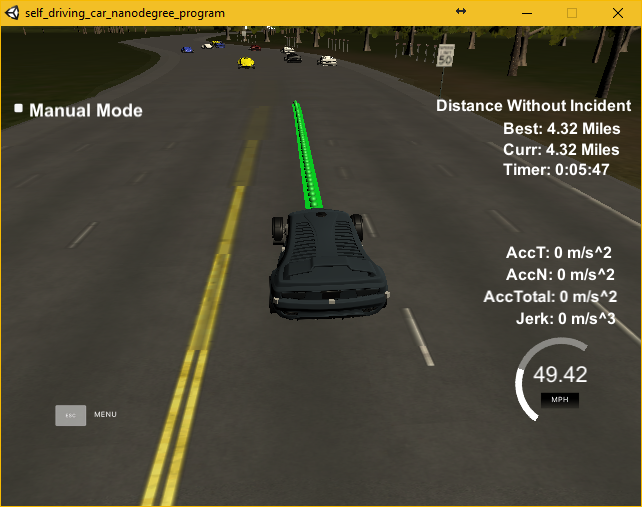 self_driving_car_nanodegree_program
50
Manual Mode
Distance Without Incident
Best: 4.32 Miles
Curr: 4.32 Miles
Timer: 0:05:47
AccT: 0 m/s^2
AccN: 0 m/s^2
AccTotal: 0 m/s^2
Jerk: 0 m/s^3
49.42
MPH
ESC MENU